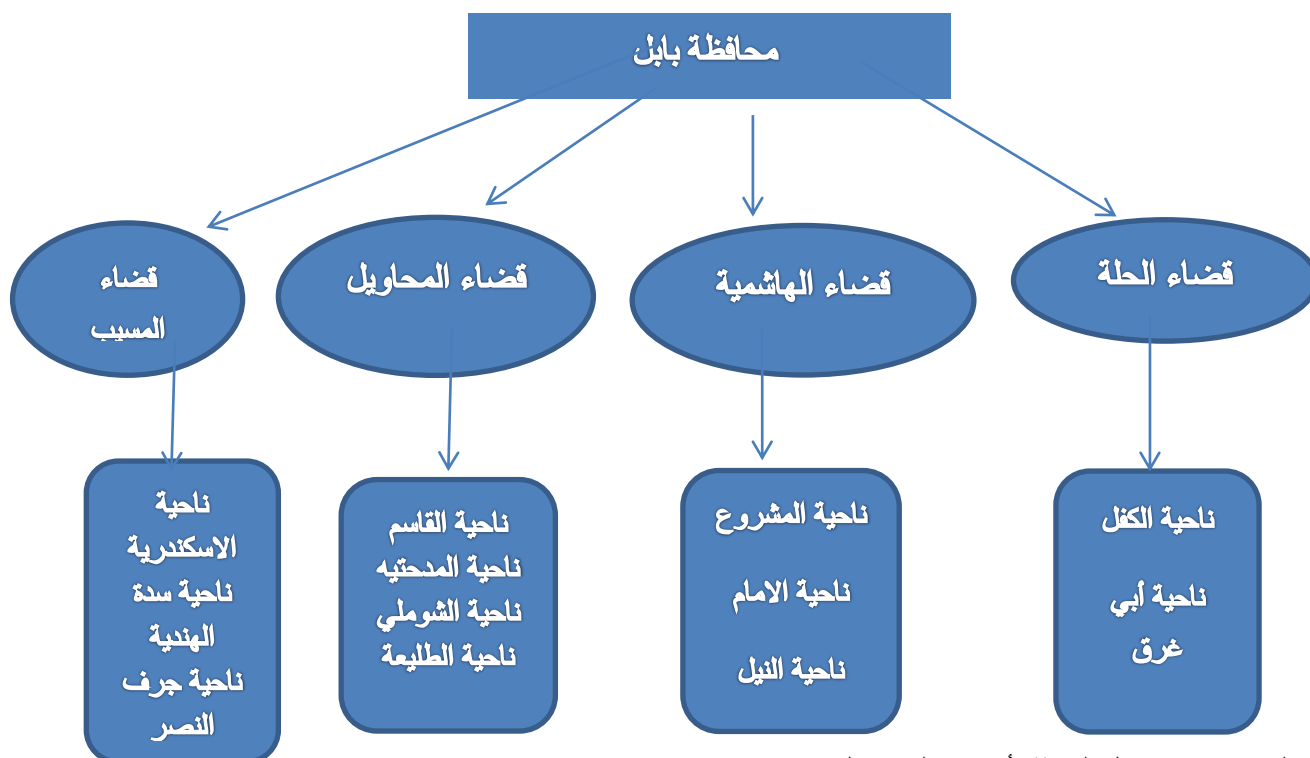 محافظة بابل
قضاء الحلة
قضاء الهاشمية
قضاء المحاويل
قضاء
المسيب
ناحية الكفل
ناحية أبي
غرق
ناحية المشروع
ناحية الامام
ناحية النيل
ناحية القاسم
ناحية المدحتيه
ناحية الشوملي
ناحية الطليعة
ناحية
الاسكندرية
ناحية سدة
الهندية
ناحية جرف
النصر